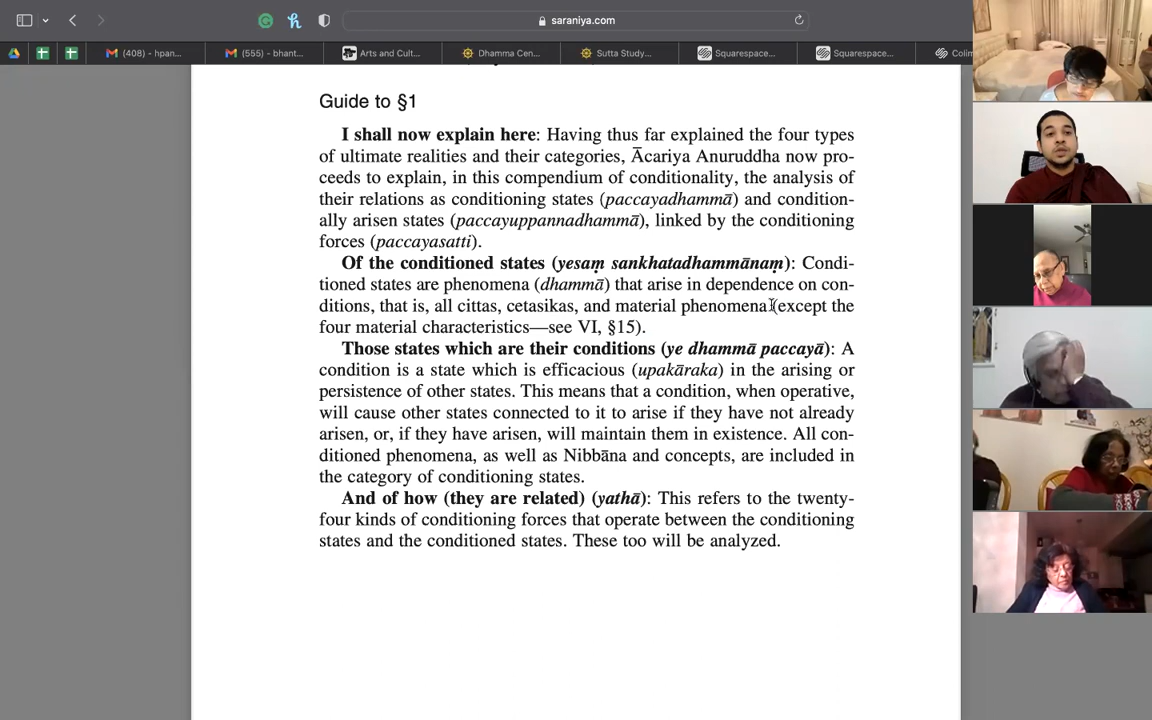 saraniya.com
(408) - hpan...
(555) - bhant...
Arts and Cult...
Dhamma Cen...
Sutta Study...
Squarespace...
Squarespace...
Colin
Guide to §1
I shall now explain here: Having thus far explained the four types
of ultimate realities and their categories, Ācariya Anuruddha now pro-
ceeds to explain, in this compendium of conditionality, the analysis of
their relations as conditioning states (paccayadhammā) and condition-
ally arisen states (paccayuppannadhammā), linked by the conditioning
forces (paccayasatti).
Of the conditioned states (yesaṃ sankhatadhammānaṃ): Condi-
tioned states are phenomena (dhammā) that arise in dependence on con-
ditions, that is, all cittas, cetasikas, and material phenomena (except the
four material characteristics—see VI, §15).
Those states which are their conditions (ye dhammā paccayā): A
condition is a state which is efficacious (upakāraka) in the arising or
persistence of other states. This means that a condition, when operative,
will cause other states connected to it to arise if they have not already
arisen, or, if they have arisen, will maintain them in existence. All con-
ditioned phenomena, as well as Nibbāna and concepts, are included in
the category of conditioning states.
And of how (they are related) (yathā): This refers to the twenty-
four kinds of conditioning forces that operate between the conditioning
states and the conditioned states. These too will be analyzed.